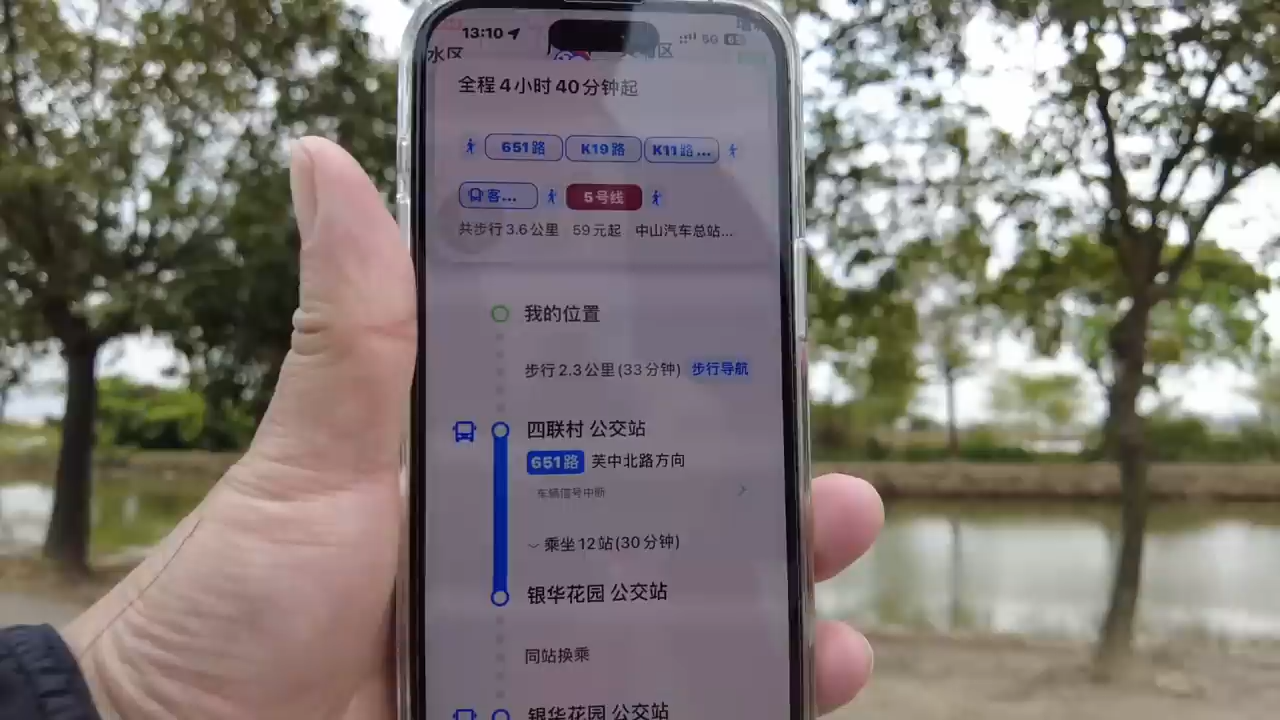 13:10 5G 63
水区
全程4小时40分钟起
651路 K19路 K11路...
客... 5号线
共步行3.6公里 59元起 中山汽车总站...
我的位置
步行2.3公里(33分钟) 步行导航
四联村 公交站
651路 芙中北路方向
车辆信号中断
乘坐12站(30分钟)
银华花园 公交站
同站换乘
银华花园 公交站